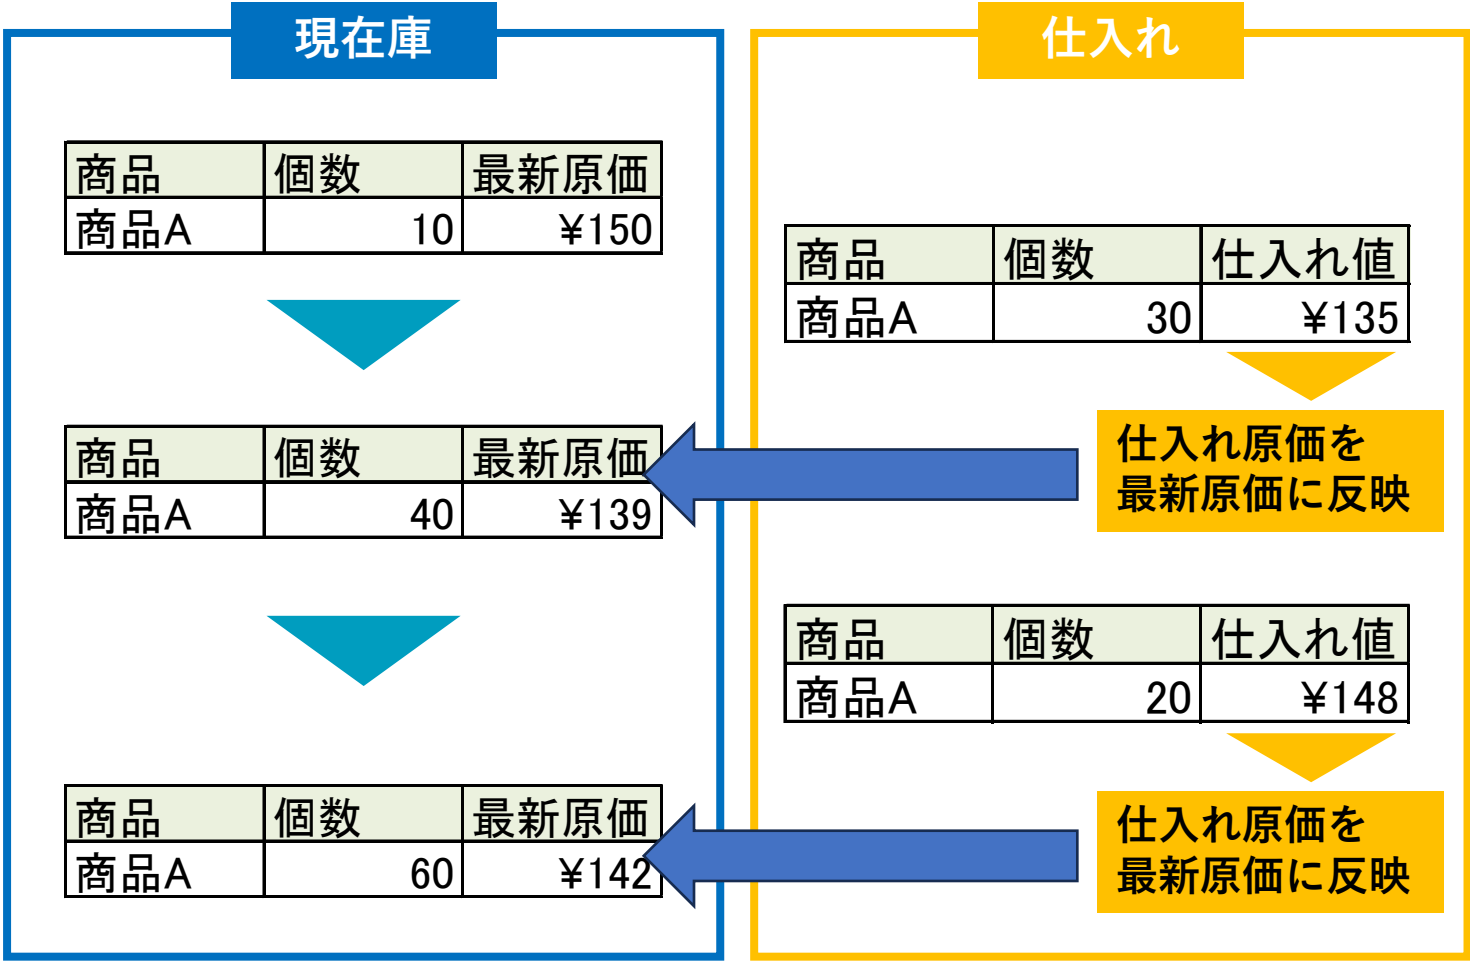 現在庫
商品 個数 最新原価
商品A 10 ¥150
商品 個数 最新原価
商品A 40 ¥139
商品 個数 最新原価
商品A 60 ¥142
仕入れ
商品 個数 仕入れ値
商品A 30 ¥135
仕入れ原価を
最新原価に反映
商品 個数 仕入れ値
商品A 20 ¥148
仕入れ原価を
最新原価に反映